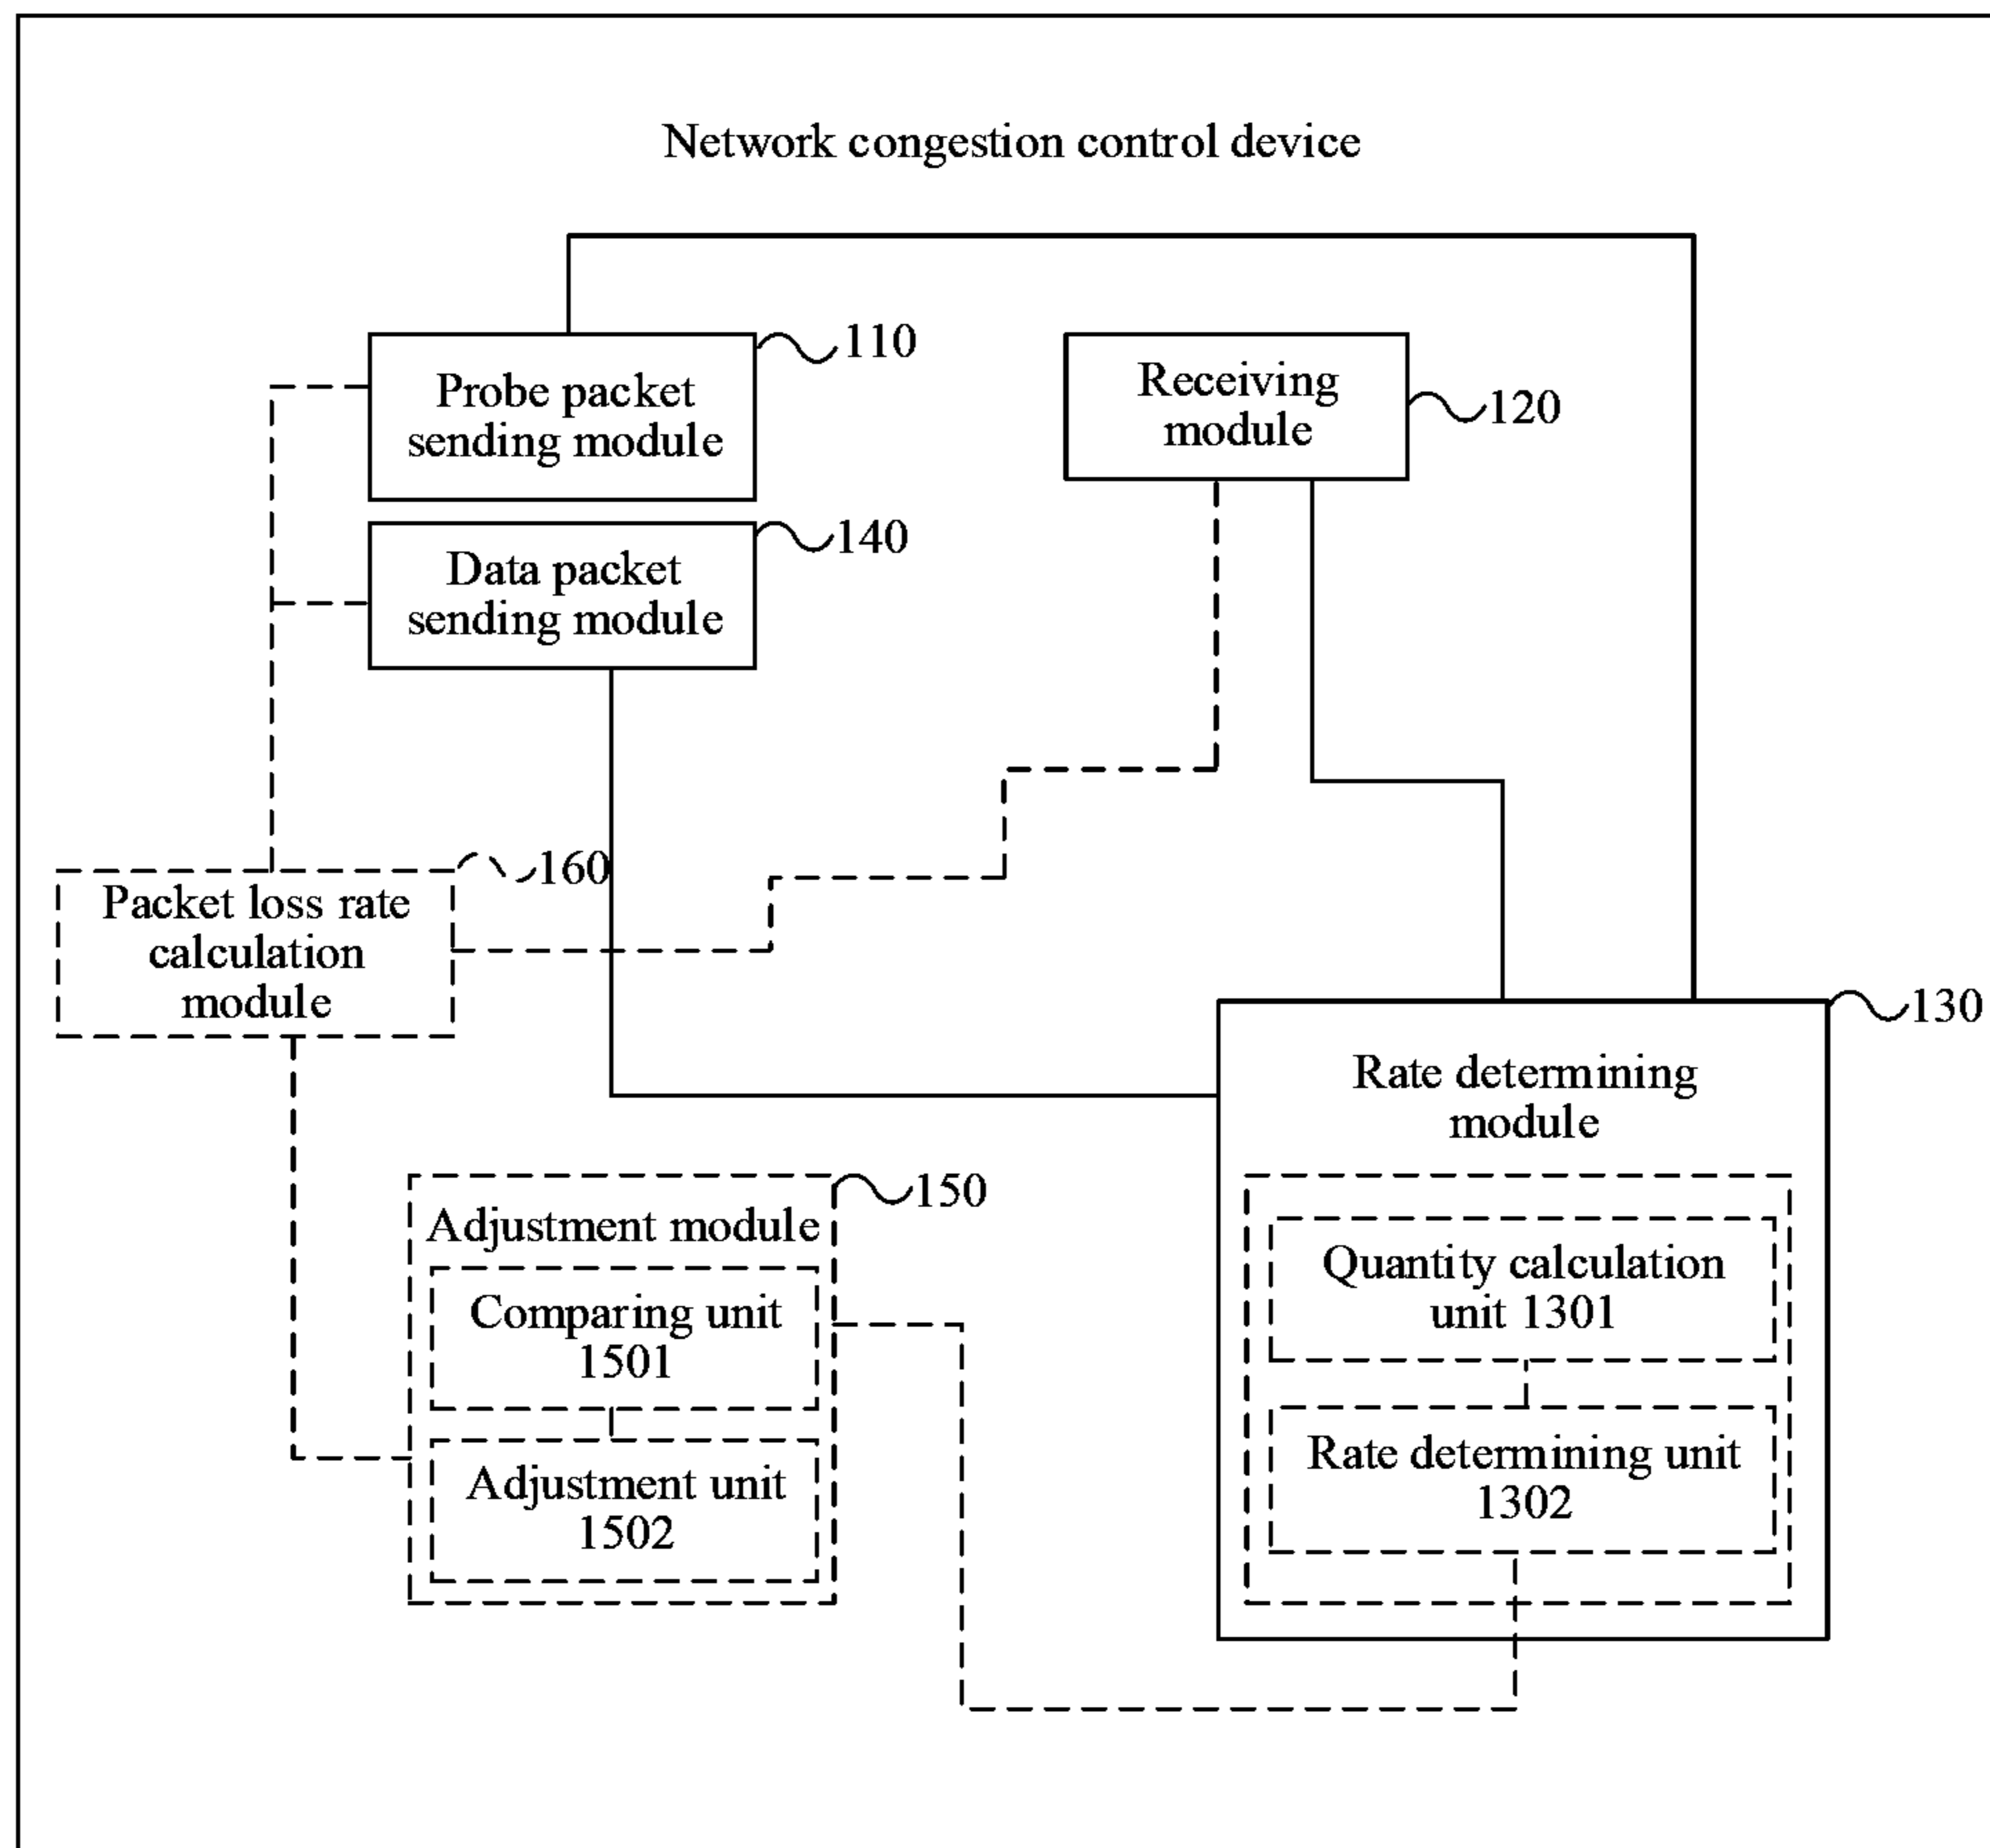 Network congestion control device
110
Probe packet
sending module
Receiving
module
120
140
Data packet
sending module
160
Packet loss rate
calculation
module
130
Rate determining
module
150
Adjustment module
Comparing unit
1501
Adjustment unit
1502
Quantity calculation
unit 1301
Rate determining unit
1302